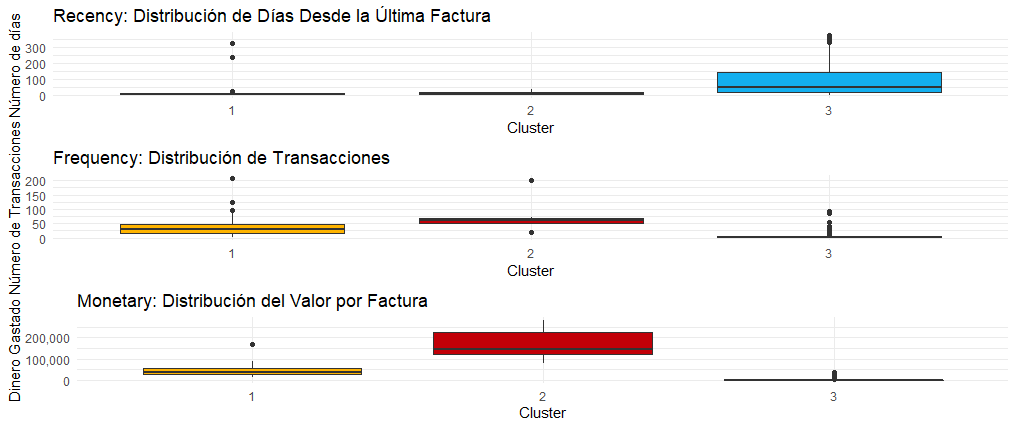 Recency: Distribución de Días Desde la Última Factura
Número de días
300
200
100
0
1 2 3
Cluster
Frequency: Distribución de Transacciones
Número de Transacciones
200
150
100
50
0
1 2 3
Cluster
Monetary: Distribución del Valor por Factura
Dinero Gastado
200,000
100,000
0
1 2 3
Cluster